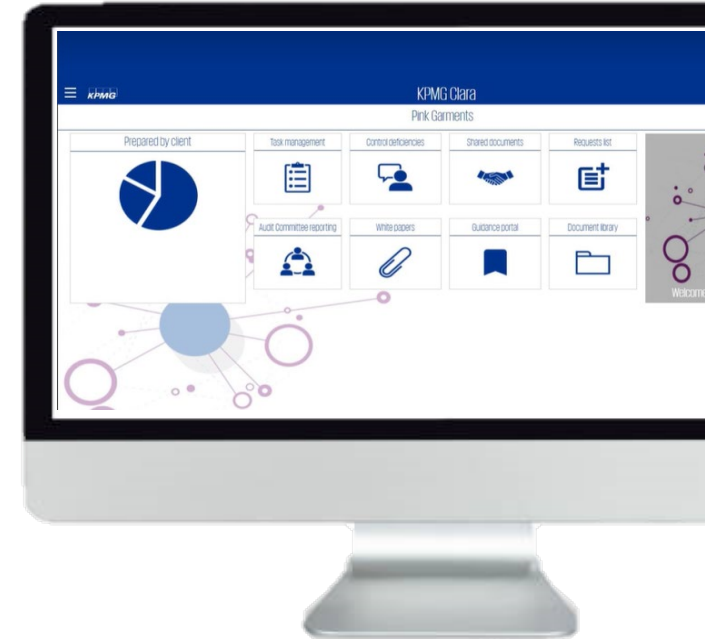 KPMG
KPMG Clara
Pink Garments
Prepared by client
Task management
Control deficiencies
Shared documents
Requests list
Audit Committee reporting
White papers
Guidance portal
Document library
Welcome